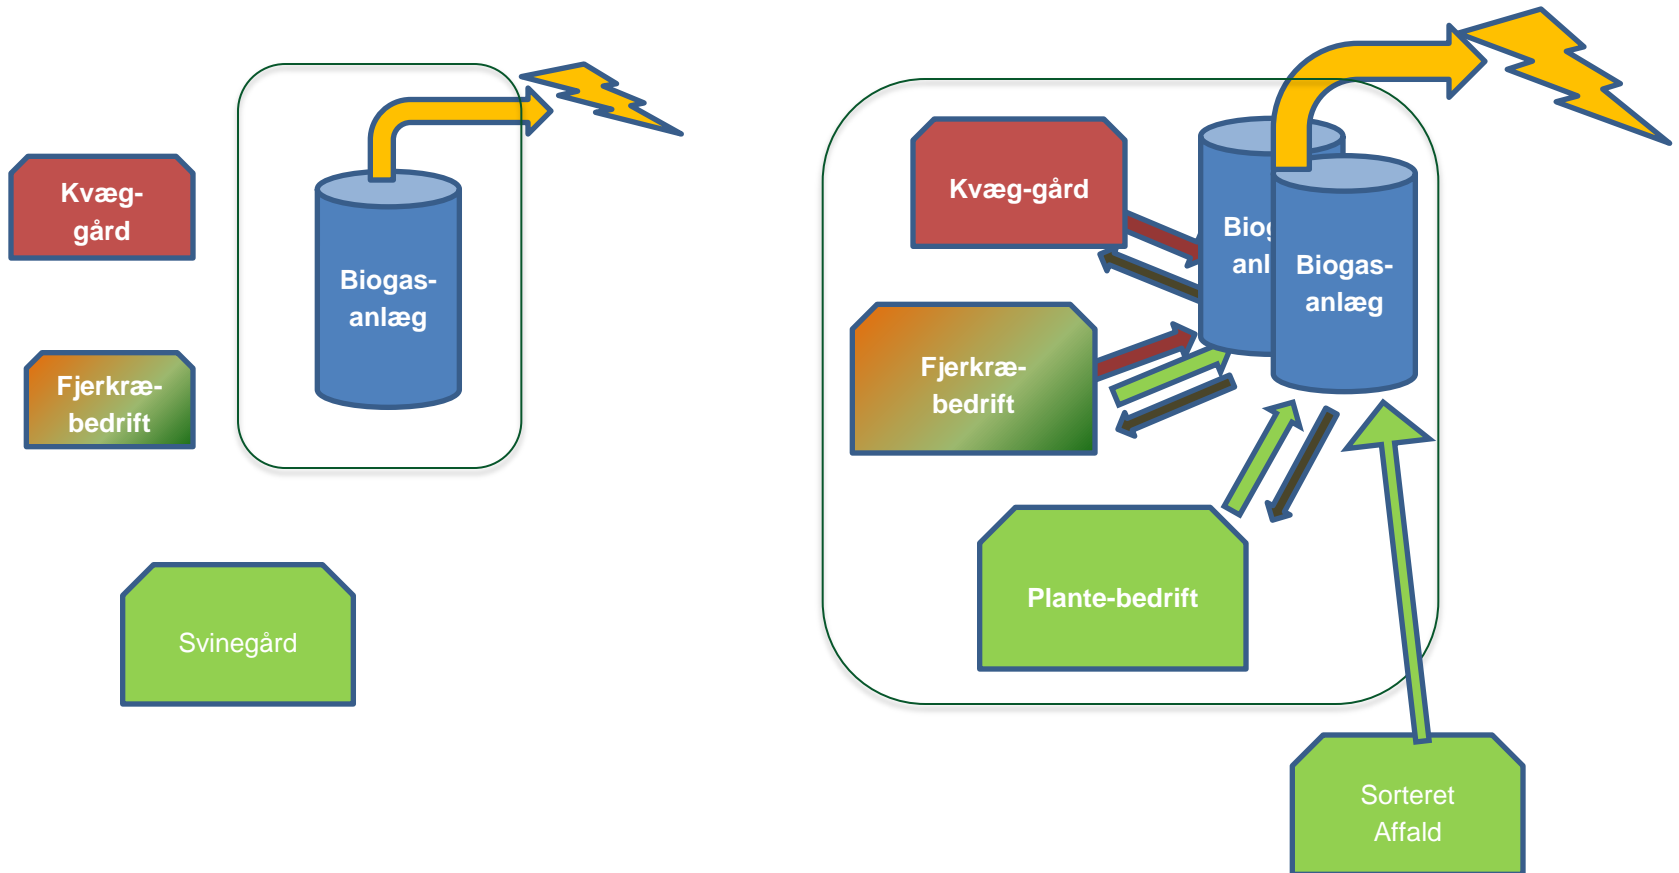 Kvæg-
gård
Biogas-
anlæg
Fjerkræ-
bedrift
Svinegård
Kvæg-gård
Biog
anl
Biogas-
anlæg
Fjerkræ-
bedrift
Plante-bedrift
Sorteret
Affald